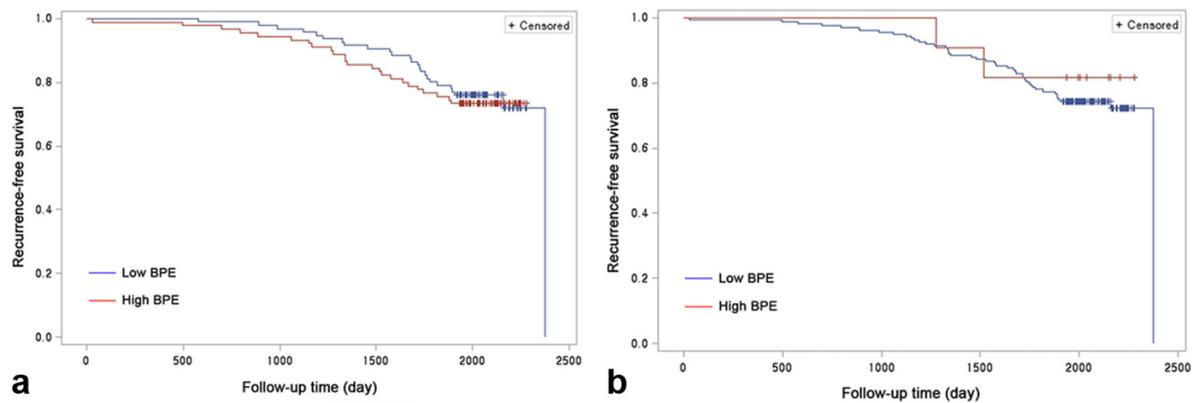 + Censored
1.0
0.8
0.6
0.4
0.2
0.0
Recurrence-free survival
Low BPE
High BPE
0 500 1000 1500 2000 2500
Follow-up time (day)
a
+ Censored
1.0
0.8
0.6
0.4
0.2
0.0
Recurrence-free survival
Low BPE
High BPE
0 500 1000 1500 2000 2500
Follow-up time (day)
b